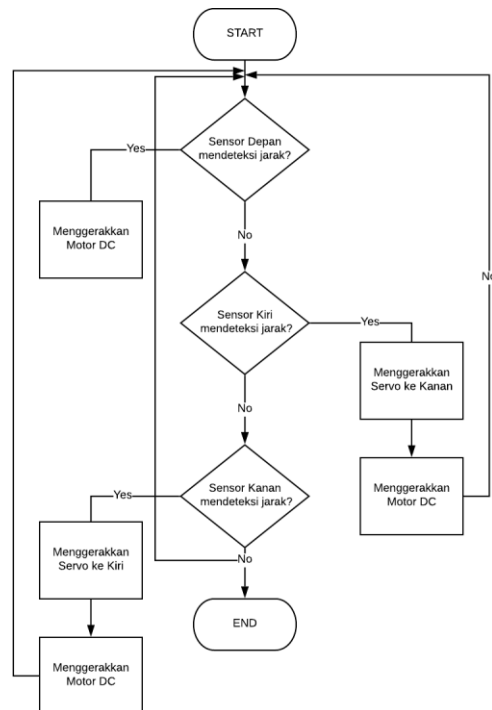 START
Sensor Depan
mendeteksi jarak?
Yes
Menggerakkan
Motor DC
No
Sensor Kiri
mendeteksi jarak?
Yes
Menggerakkan
Servo ke Kanan
Menggerakkan
Motor DC
No
No
Sensor Kanan
mendeteksi jarak?
Yes
Menggerakkan
Servo ke Kiri
Menggerakkan
Motor DC
No
END